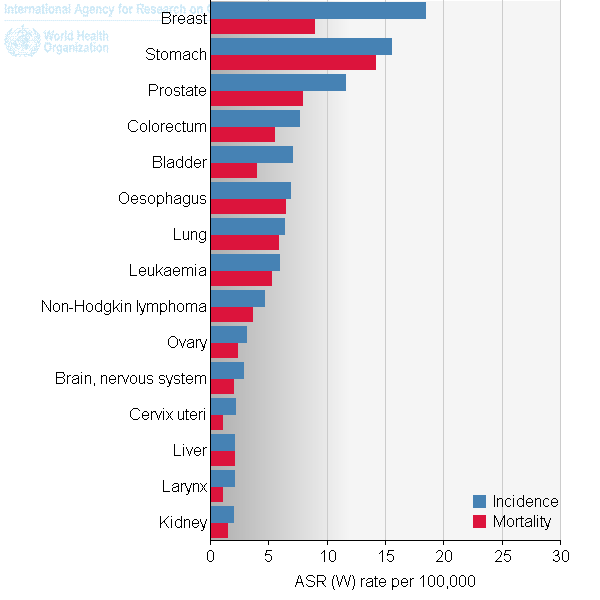 International Agency for Research on
World Health
Organization
Breast
Stomach
Prostate
Colorectum
Bladder
Oesophagus
Lung
Leukaemia
Non-Hodgkin lymphoma
Ovary
Brain, nervous system
Cervix uteri
Liver
Larynx
Kidney
Incidence
Mortality
0 5 10 15 20 25 30
ASR (W) rate per 100,000